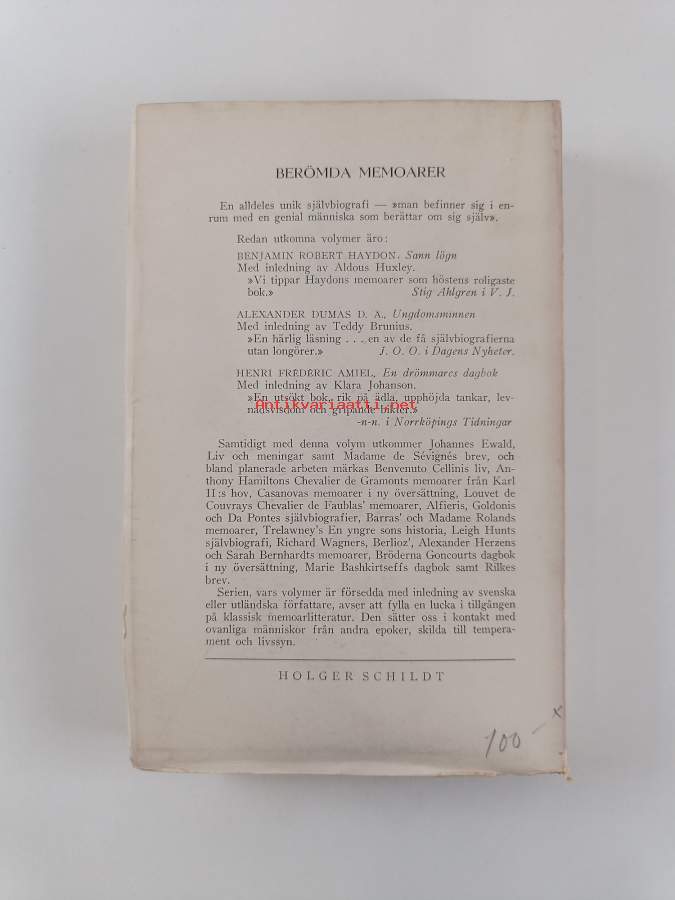 BERÖMDA MEMOARER
En alldeles unik självbiografi — »man befinner sig i en-
rum med en genial människa som berättar om sig själv».
Redan utkomna volymer äro:
BENJAMIN ROBERT HAYDON, Sann lögn
Med inledning av Aldous Huxley.
»Vi tippar Haydons memoarer som höstens roligaste
bok.» Stig Ahlgren i V. J.
ALEXANDER DUMAS D. Ä., Ungdomsminnen
Med inledning av Teddy Brunius.
»En härlig läsning . . . en av de få självbiografierna
utan longörer.» J. O. O. i Dagens Nyheter.
HENRI FRÉDÉRIC AMIEL, En drömmares dagbok
Med inledning av Klara Johanson.
»En utsökt bok, rik på ädla, upphöjda tankar, lev-
Antikvariaatti.net
nadsvisdom och gripande bikter.»
-n-n. i Norrköpings Tidningar
Samtidigt med denna volym utkommer Johannes Ewald,
Liv och meningar samt Madame de Sévignés brev, och
bland planerade arbeten märkas Benvenuto Cellinis liv, An-
thony Hamiltons Chevalier de Gramonts memoarer från Karl
II:s hov, Casanovas memoarer i ny översättning, Louvet de
Couvrays Chevalier de Faublas' memoarer, Alfieris, Goldonis
och Da Pontes självbiografier, Barras' och Madame Rolands
memoarer, Trelawney's En yngre sons historia, Leigh Hunts
självbiografi, Richard Wagners, Berlioz', Alexander Herzens
och Sarah Bernhardts memoarer, Bröderna Goncourts dagbok
i ny översättning, Marie Bashkirtseffs dagbok samt Rilkes
brev.
Serien, vars volymer är försedda med inledning av svenska
eller utländska författare, avser att fylla en lucka i tillgången
på klassisk memoarlitteratur. Den sätter oss i kontakt med
ovanliga människor från andra epoker, skilda till tempera-
ment och livssyn.
HOLGER SCHILDT
100 – x